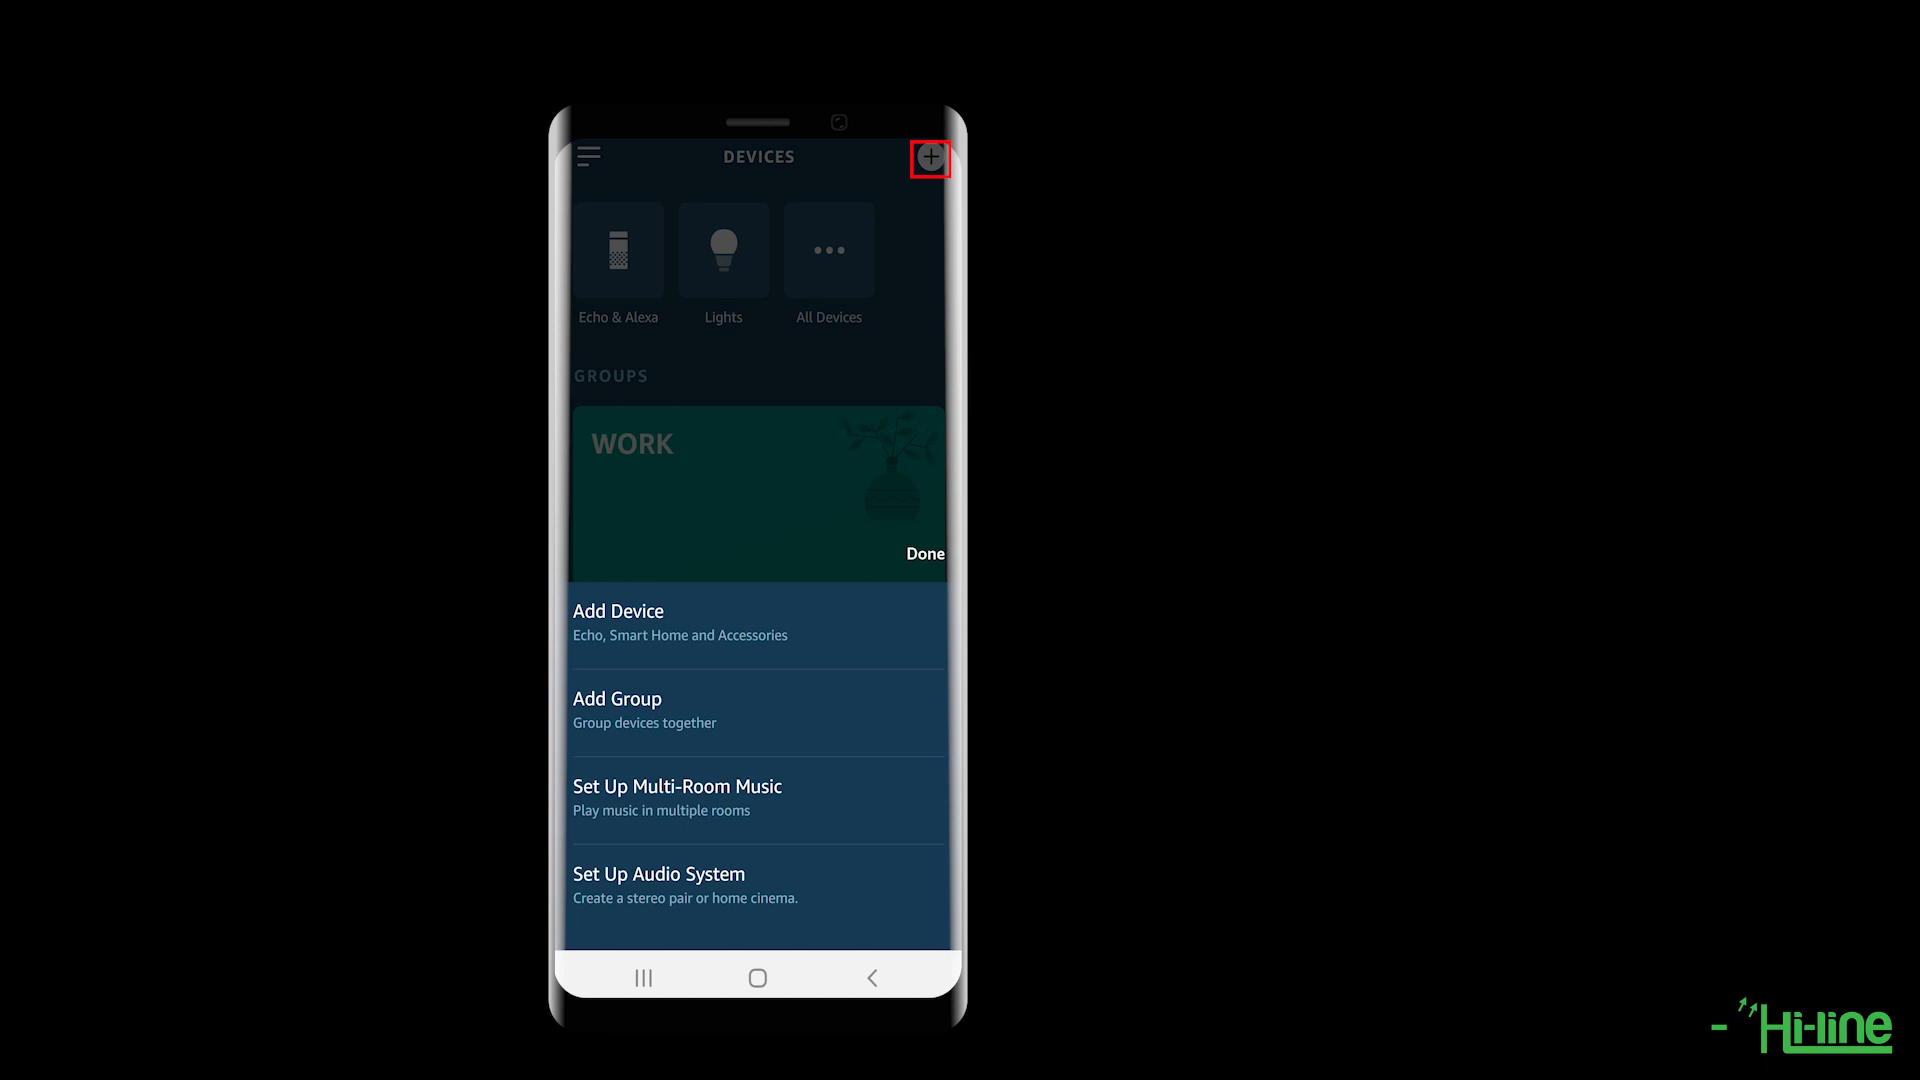 DEVICES
Echo & Alexa
Lights
All Devices
GROUPS
WORK
Done
Add Device
Echo, Smart Home and Accessories
Add Group
Group devices together
Set Up Multi-Room Music
Play music in multiple rooms
Set Up Audio System
Create a stereo pair or home cinema.
Hi-line